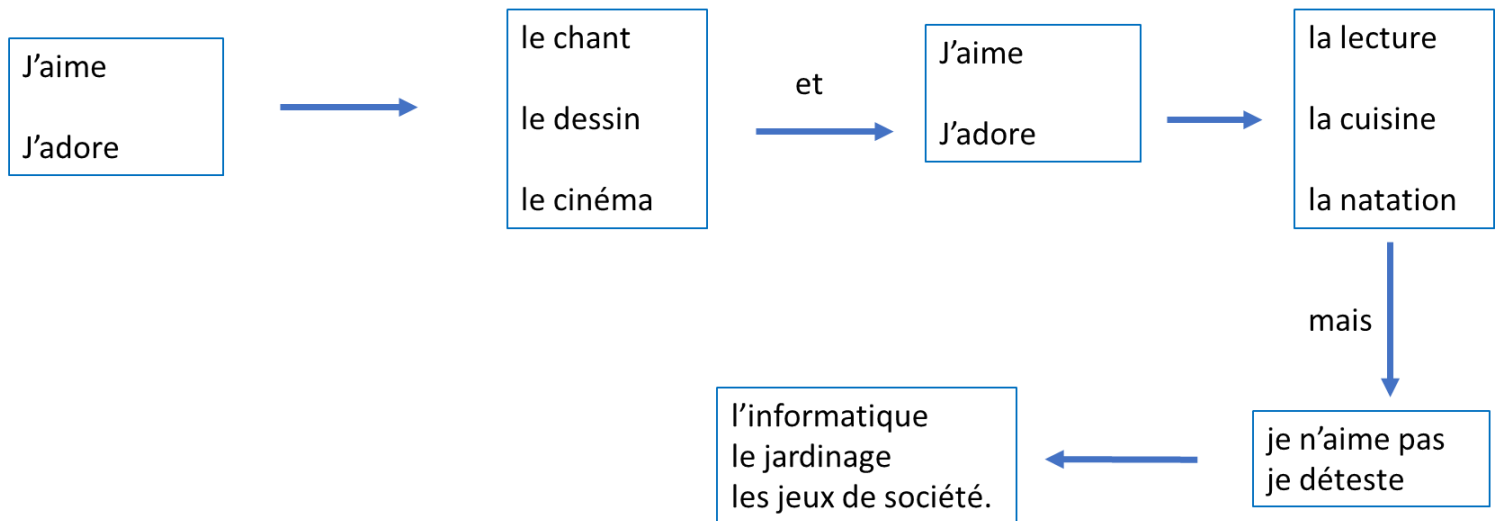 J’aime
J’adore
le chant
le dessin
le cinéma
et
J’aime
J’adore
la lecture
la cuisine
la natation
mais
je n’aime pas
je déteste
l’informatique
le jardinage
les jeux de société.